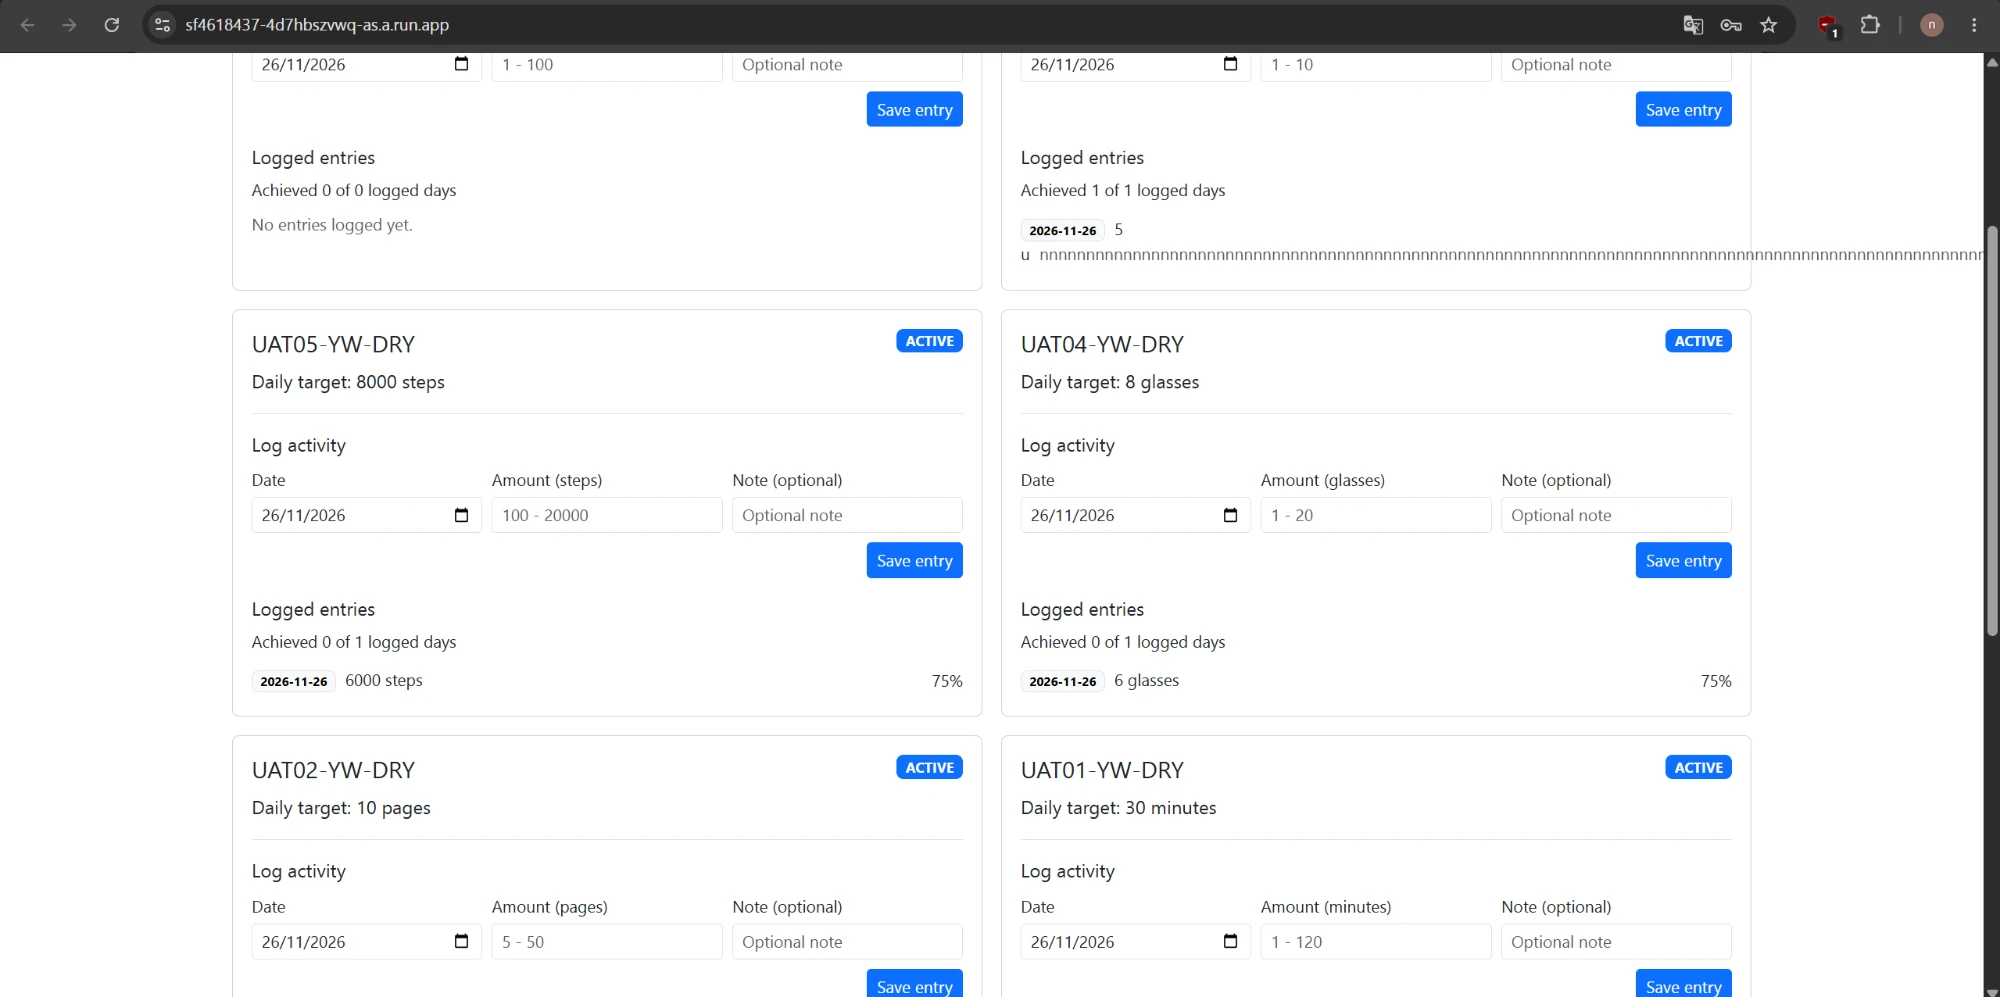 sf4618437-4d7hbszvwq-as.a.run.app
1
n
26/11/2026 1 - 100 Optional note
Save entry
Logged entries
Achieved 0 of 0 logged days
No entries logged yet.
26/11/2026 1 - 10 Optional note
Save entry
Logged entries
Achieved 1 of 1 logged days
2026-11-26 5
UAT05-YW-DRY ACTIVE
Daily target: 8000 steps
Log activity
Date Amount (steps) Note (optional)
26/11/2026 100 - 20000 Optional note
Save entry
Logged entries
Achieved 0 of 1 logged days
2026-11-26 6000 steps 75%
UAT04-YW-DRY ACTIVE
Daily target: 8 glasses
Log activity
Date Amount (glasses) Note (optional)
26/11/2026 1 - 20 Optional note
Save entry
Logged entries
Achieved 0 of 1 logged days
2026-11-26 6 glasses 75%
UAT02-YW-DRY ACTIVE
Daily target: 10 pages
Log activity
Date Amount (pages) Note (optional)
26/11/2026 5 - 50 Optional note
Save entry
UAT01-YW-DRY ACTIVE
Daily target: 30 minutes
Log activity
Date Amount (minutes) Note (optional)
26/11/2026 1 - 120 Optional note
Save entry